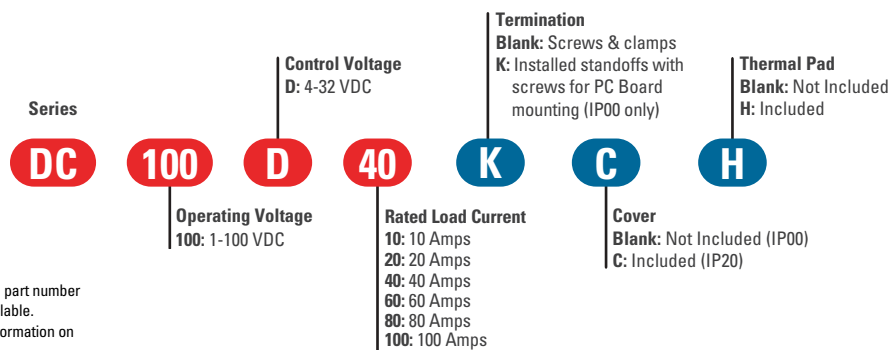 Termination
Blank: Screws & clamps
K: Installed standoffs with
screws for PC Board
mounting (IP00 only)
Control Voltage
D: 4-32 VDC
Thermal Pad
Blank: Not Included
H: Included
Series
DC
100
D
40
K
C
H
Operating Voltage
100: 1-100 VDC
Rated Load Current
10: 10 Amps
20: 20 Amps
40: 40 Amps
60: 60 Amps
80: 80 Amps
100: 100 Amps
Cover
Blank: Not Included (IP00)
C: Included (IP20)
part number
lable.
ormation on